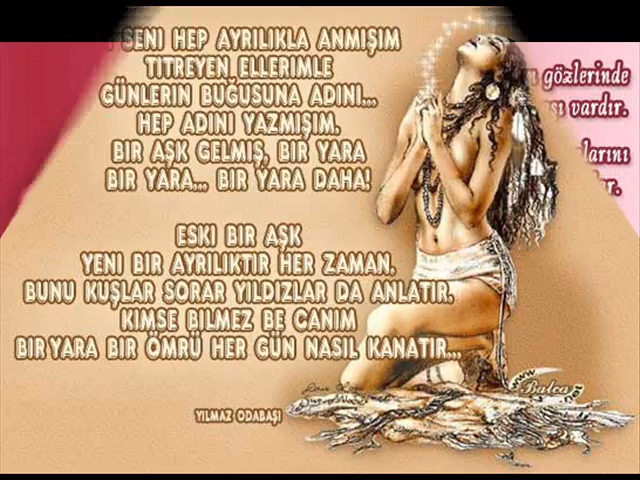 SENİ HEP AYRILIKLA ANMIŞIM
TİTREYEN ELLERİMLE
GÜNLERİN BUĞUSUNA ADINI...
HEP ADINI YAZMIŞIM.
BİR AŞK GELMİŞ, BİR YARA
BİR YARA... BİR YARA DAHA!
ESKİ BİR AŞK
YENİ BİR AYRILIKTIR HER ZAMAN.
BUNU KUŞLAR SORAR YILDIZLAR DA ANLATIR.
KİMSE BİLMEZ BE CANIM
BİR YARA BİR ÖMRÜ HER GÜN NASIL KANATIR...
YILMAZ ODABAŞI
gözlerinde
vardır.
Balca